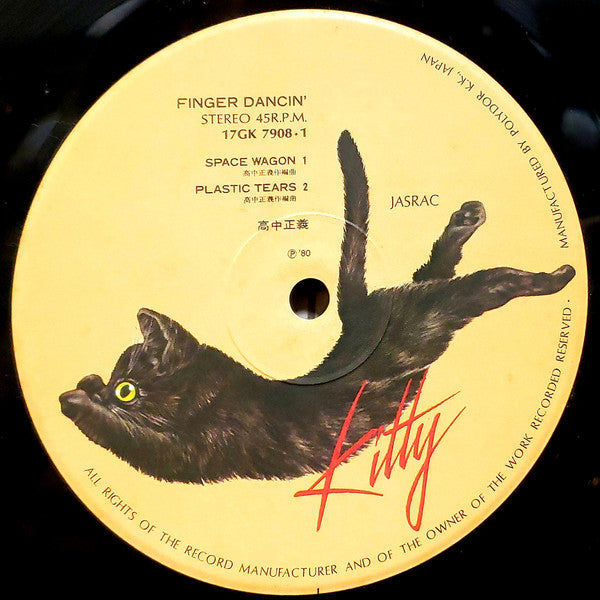 FINGER DANCIN'
STEREO 45R.P.M.
17GK 7908・1
SPACE WAGON 1
高中正義作編曲
PLASTIC TEARS 2
高中正義作編曲
高中正義
Ⓟ '80
JASRAC
Kitty
MANUFACTURED BY POLYDOR K.K., JAPAN
ALL RIGHTS OF THE RECORD MANUFACTURER AND OF THE OWNER OF THE WORK RECORDED RESERVED・